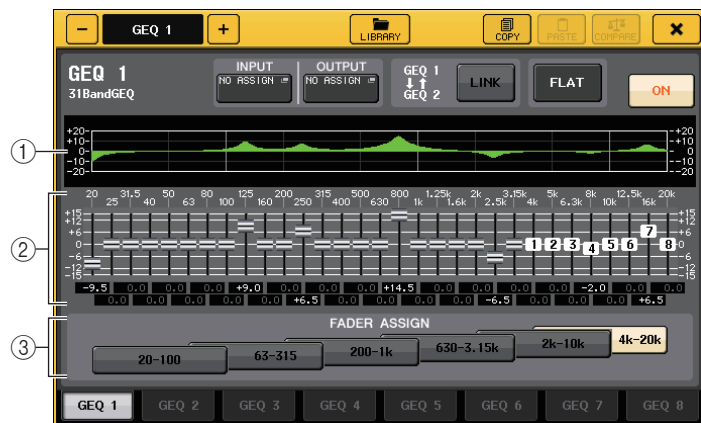 GEQ 1
LIBRARY
COPY
PASTE
COMPARE
GEQ 1
31BandGEQ
INPUT
NO ASSIGN
OUTPUT
NO ASSIGN
GEQ 1
GEQ 2
LINK
FLAT
ON
1
+20
+10
0
-10
-20
+20
+10
0
-10
-20
20 31.5 50 80 125 200 315 500 800 1.25k 2k 3.15k 5k 8k 12.5k 20k
25 40 63 100 160 250 400 630 1k 1.6k 2.5k 4k 6.3k 10k 16k
2
+15
+12
+6
0
-6
-12
-15
+15
+12
+6
0
-6
-12
-15
1 2 3 4 5 6 7 8
-9.5 0.0 0.0 0.0 +9.0 0.0 0.0 0.0 +14.5 0.0 0.0 0.0 0.0 -2.0 0.0 0.0
0.0 0.0 0.0 0.0 0.0 +6.5 0.0 0.0 0.0 0.0 -6.5 0.0 0.0 0.0 +6.5
3
FADER ASSIGN
20-100
63-315
200-1k
630-3.15k
2k-10k
4k-20k
GEQ 1 GEQ 2 GEQ 3 GEQ 4 GEQ 5 GEQ 6 GEQ 7 GEQ 8